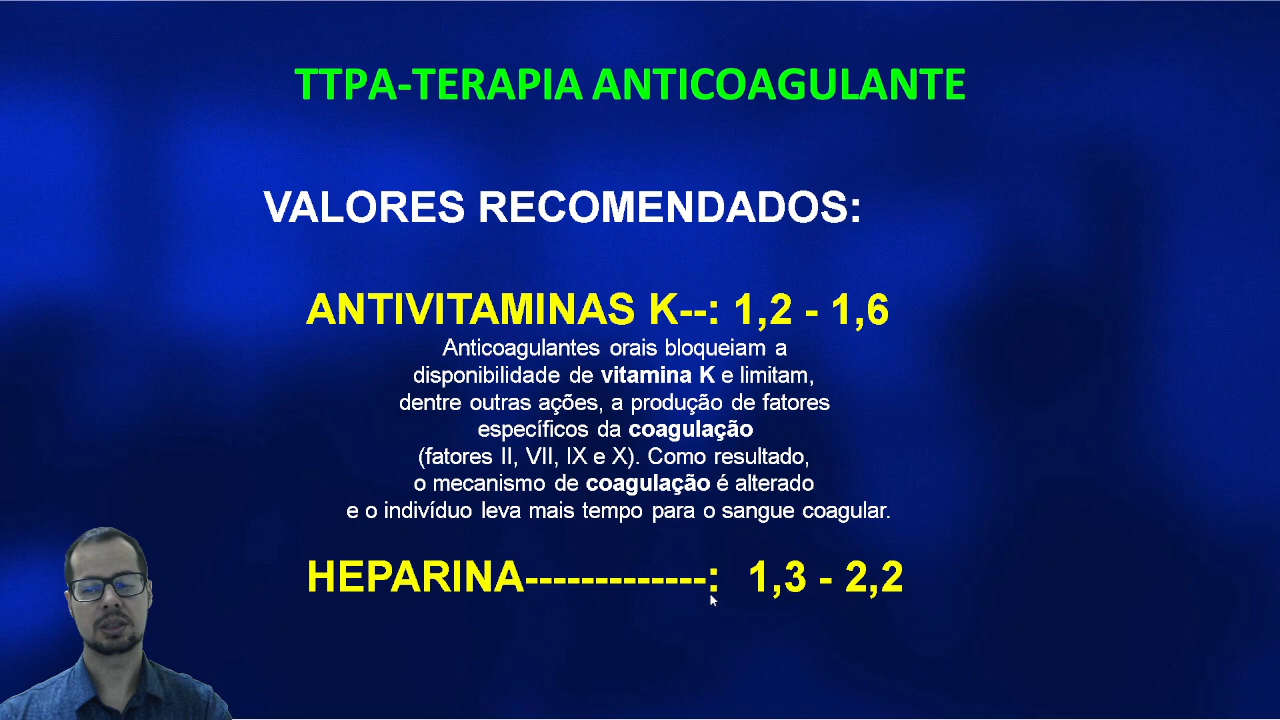 TTPA-TERAPIA ANTICOAGULANTE
VALORES RECOMENDADOS:
ANTIVITAMINAS K--: 1,2 - 1,6
Anticoagulantes orais bloqueiam a
disponibilidade de vitamina K e limitam,
dentre outras ações, a produção de fatores
específicos da coagulação
(fatores II, VII, IX e X). Como resultado,
o mecanismo de coagulação é alterado
e o indivíduo leva mais tempo para o sangue coagular.
HEPARINA-------------: 1,3 - 2,2